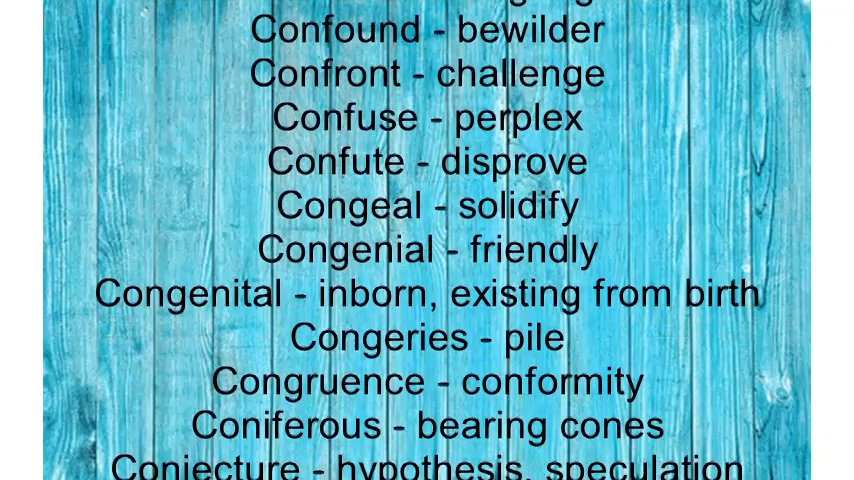 Confound - bewilder
Confront - challenge
Confuse - perplex
Confute - disprove
Congeal - solidify
Congenial - friendly
Congenital - inborn, existing from birth
Congeries - pile
Congruence - conformity
Coniferous - bearing cones
Conjecture - hypothesis, speculation